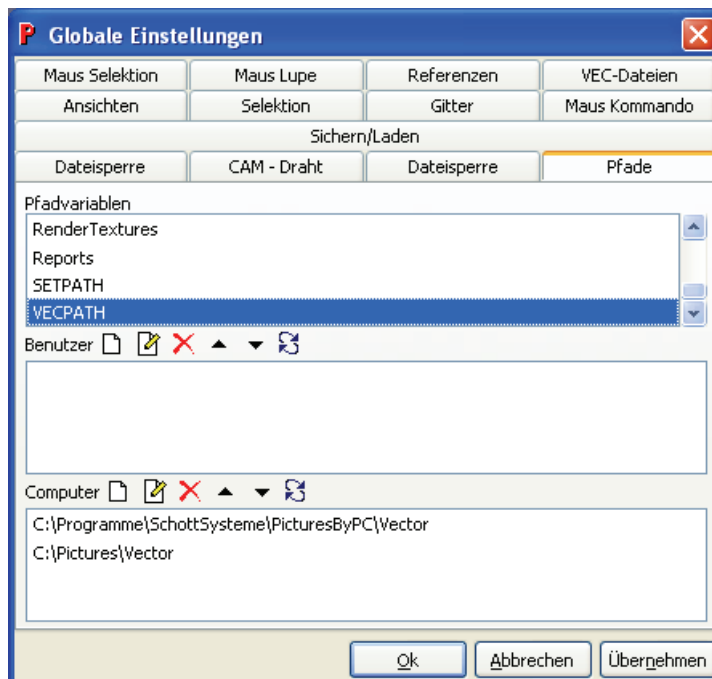 Globale Einstellungen
Maus Selektion Maus Lupe Referenzen VEC-Dateien
Ansichten Selektion Gitter Maus Kommando
Sichern/Laden
Dateisperre CAM - Draht Dateisperre Pfade
Pfadvariablen
RenderTextures
Reports
SETPATH
VECPATH
Benutzer
Computer
C:\Programme\SchottSysteme\PicturesByPC\Vector
C:\Pictures\Vector
Ok Abbrechen Übernehmen